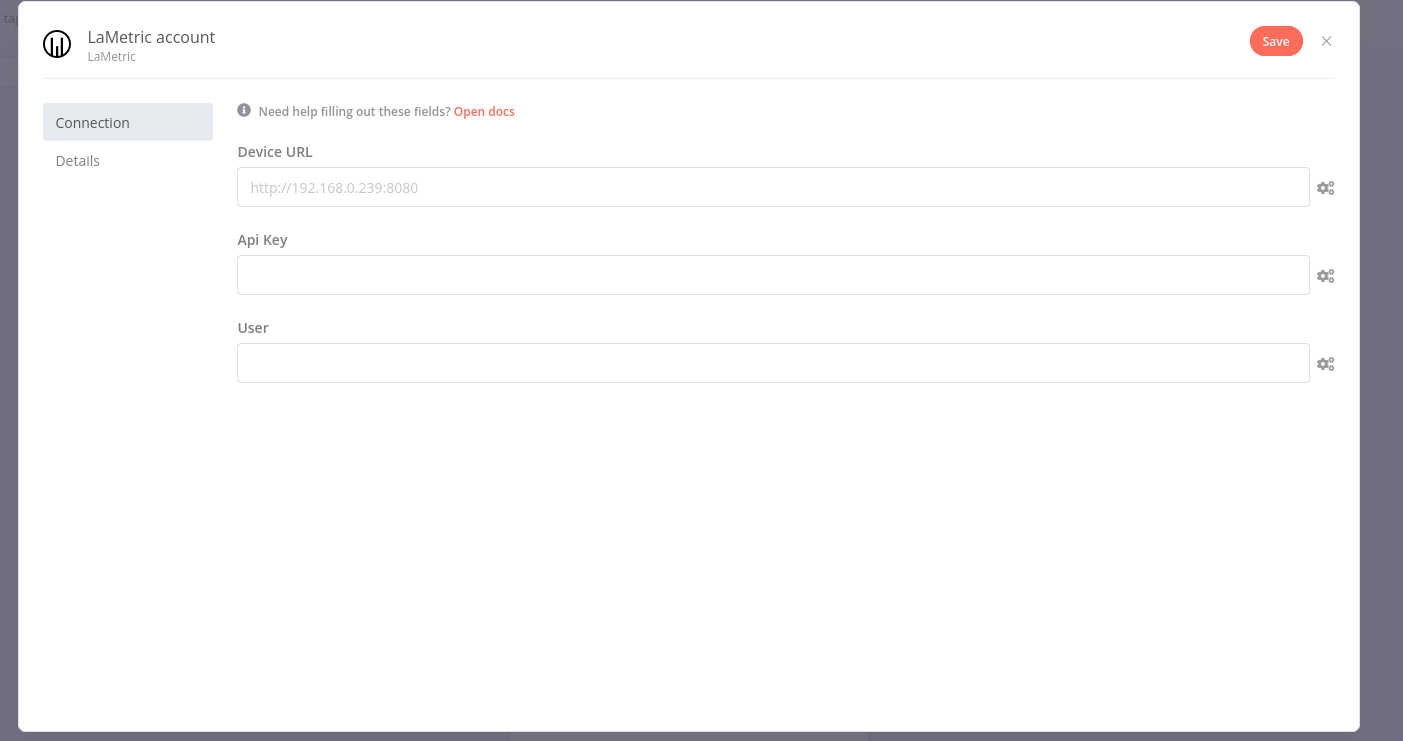 tag
LaMetric account
LaMetric
Save
Connection
Details
Need help filling out these fields? Open docs
Device URL
http://192.168.0.239:8080
Api Key
User